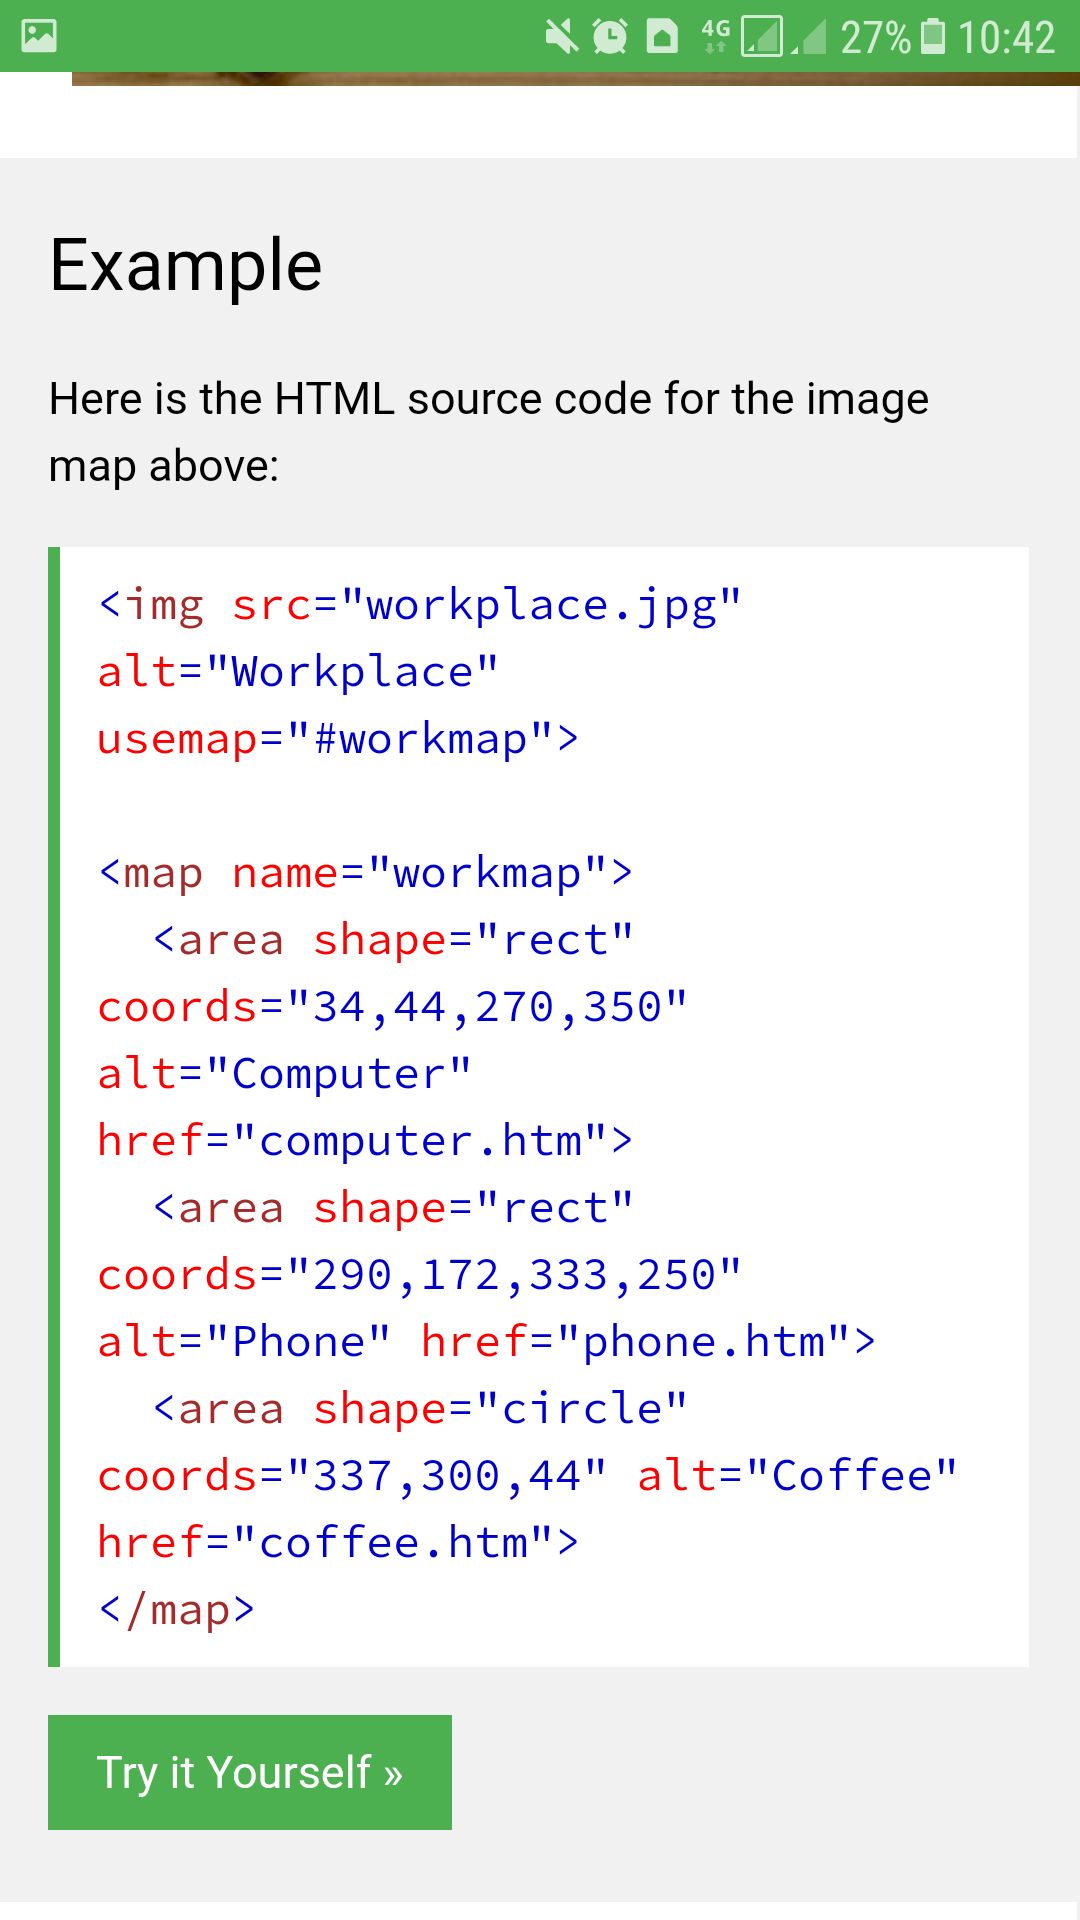 4G 27% 10:42
Example
Here is the HTML source code for the image
map above:
<img src="workplace.jpg"
alt="Workplace"
usemap="#workmap">
<map name="workmap">
  <area shape="rect"
coords="34,44,270,350"
alt="Computer"
href="computer.htm">
  <area shape="rect"
coords="290,172,333,250"
alt="Phone" href="phone.htm">
  <area shape="circle"
coords="337,300,44" alt="Coffee"
href="coffee.htm">
</map>
Try it Yourself »